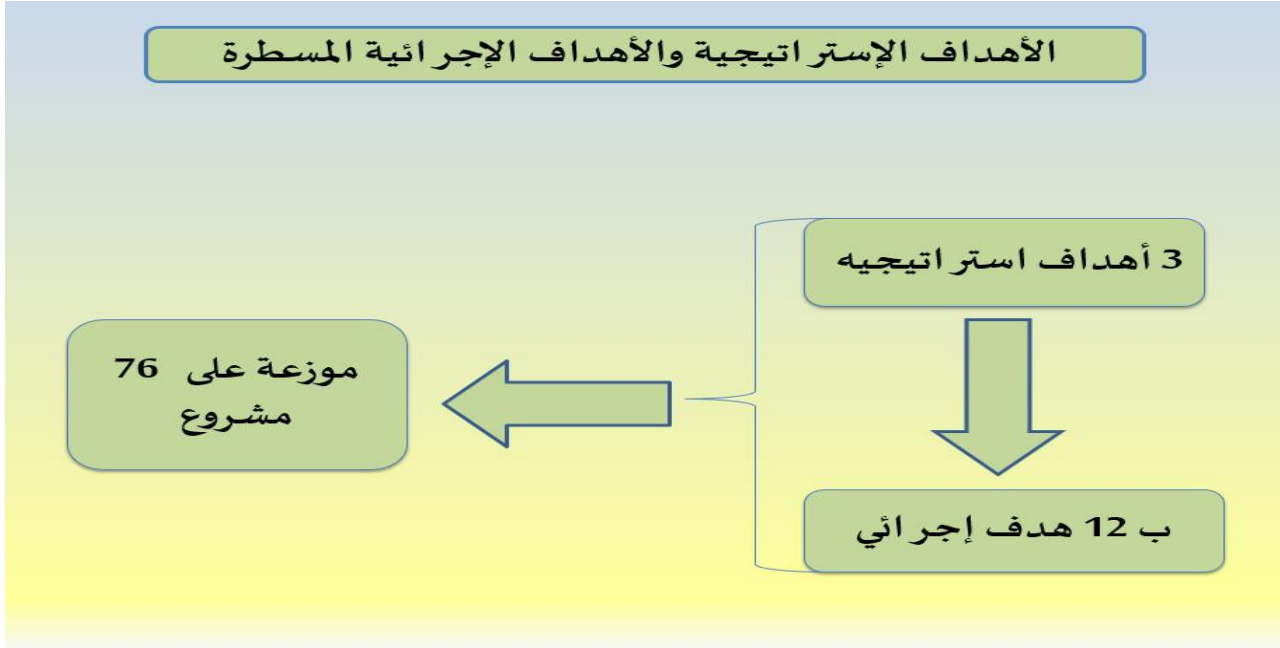 الأهداف الإستراتيجية والأهداف الإجرائية المسطرة
3 أهداف استراتيجيه
موزعة على 76
مشروع
ب 12 هدف إجرائي